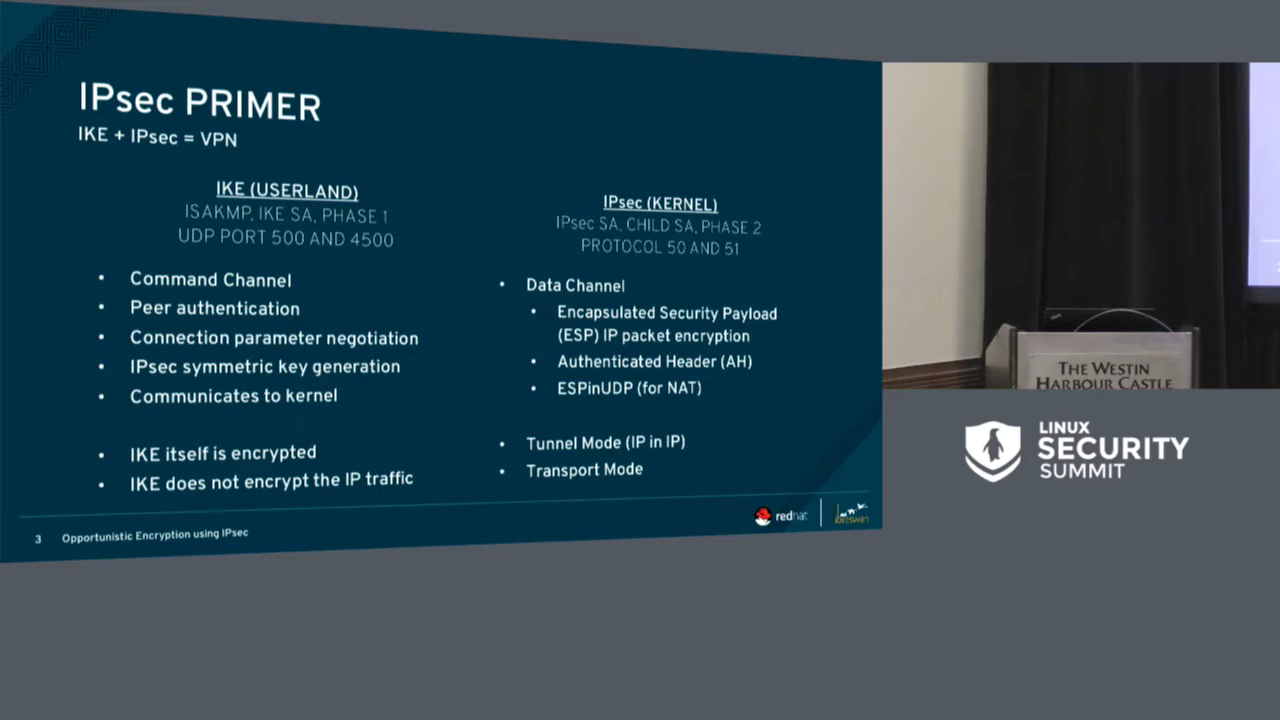 IPsec PRIMER
IKE + IPsec = VPN
IKE (USERLAND)
ISAKMP, IKE SA, PHASE 1
UDP PORT 500 AND 4500
• Command Channel
• Peer authentication
• Connection parameter negotiation
• IPsec symmetric key generation
• Communicates to kernel
• IKE itself is encrypted
• IKE does not encrypt the IP traffic
IPsec (KERNEL)
IPsec SA, CHILD SA, PHASE 2
PROTOCOL 50 AND 51
• Data Channel
• Encapsulated Security Payload
(ESP) IP packet encryption
• Authenticated Header (AH)
• ESPinUDP (for NAT)
• Tunnel Mode (IP in IP)
• Transport Mode
3 Opportunistic Encryption using IPsec
redhat
libreswan
THE WESTIN
HARBOUR CASTLE
LINUX
SECURITY
SUMMIT